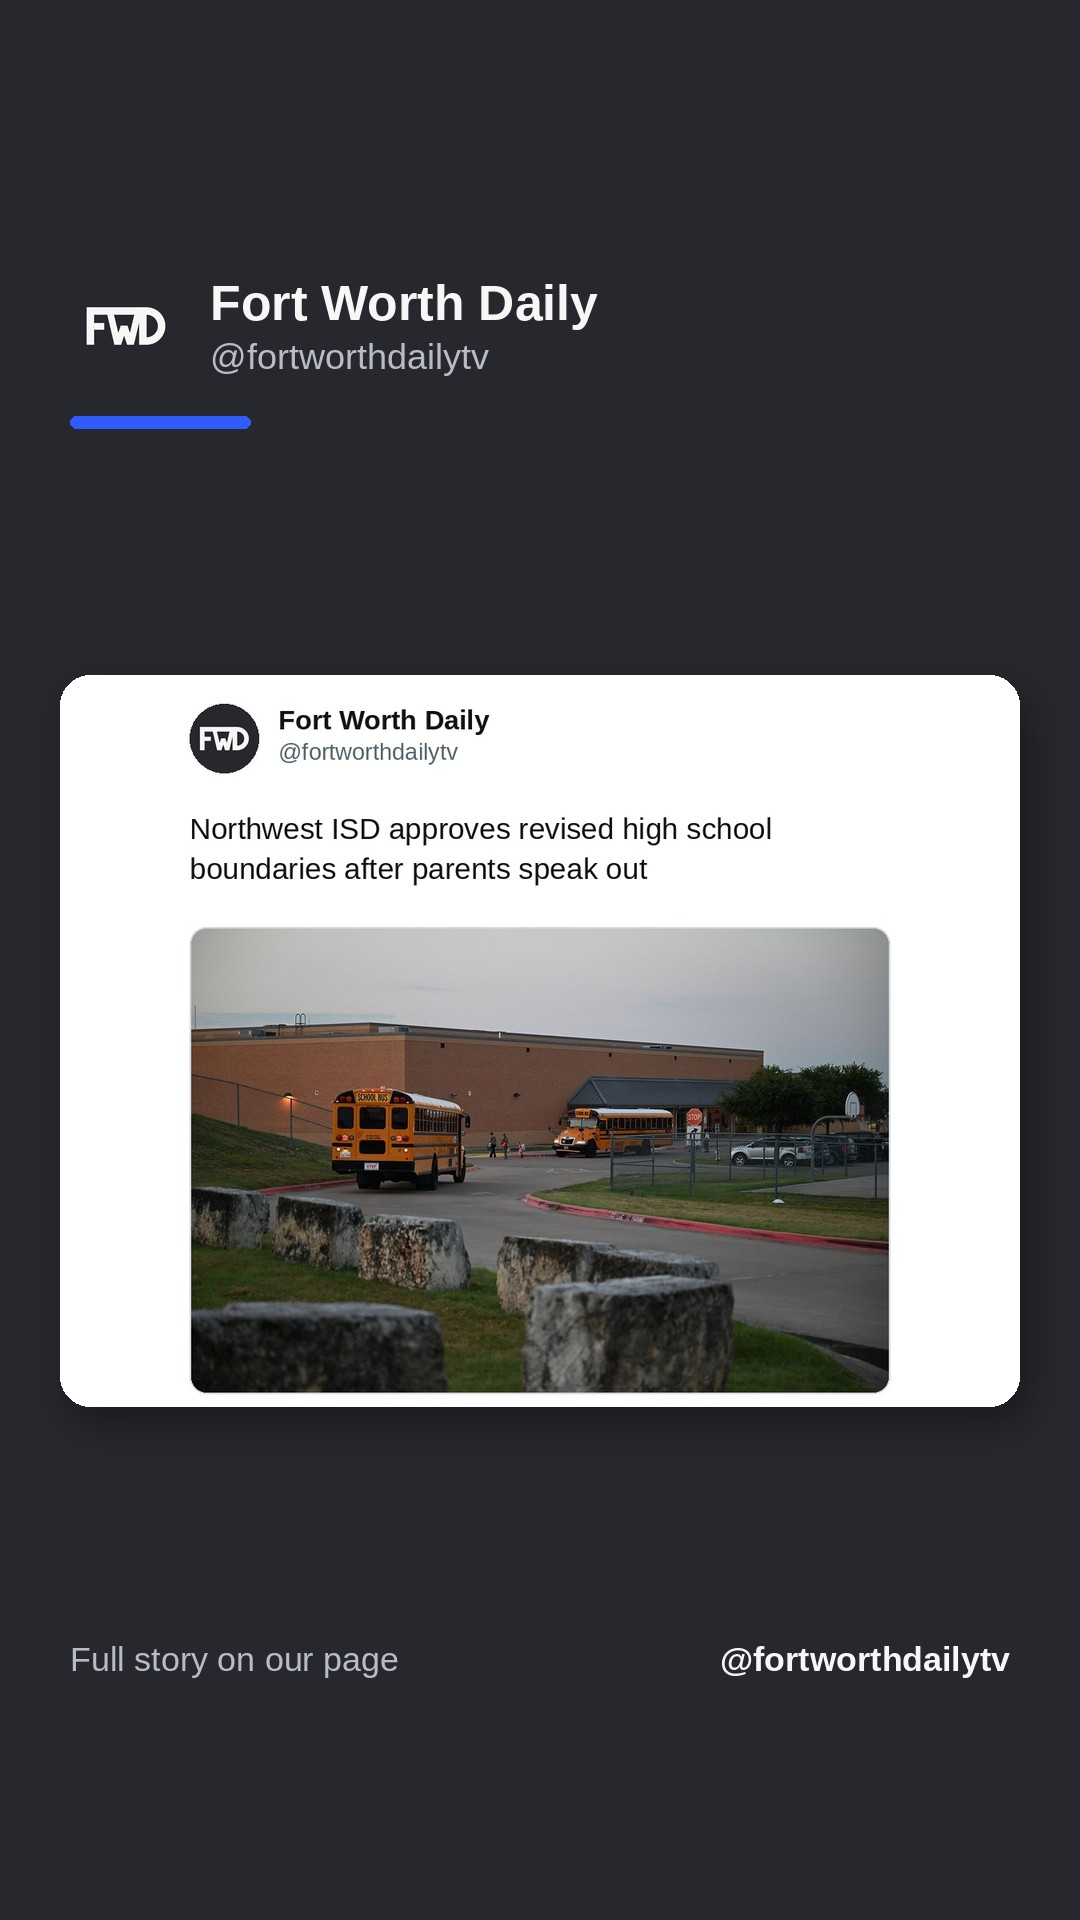 FWD
Fort Worth Daily
@fortworthdailytv
FWD
Fort Worth Daily
@fortworthdailytv
Northwest ISD approves revised high school
boundaries after parents speak out
SCHOOL BUS
STOP
Full story on our page
@fortworthdailytv